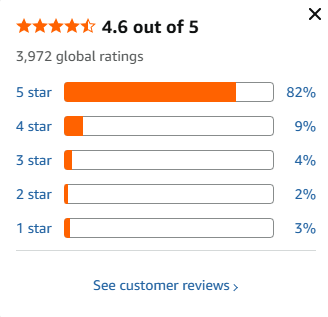 4.6 out of 5
3,972 global ratings
5 star 82%
4 star 9%
3 star 4%
2 star 2%
1 star 3%
See customer reviews ›